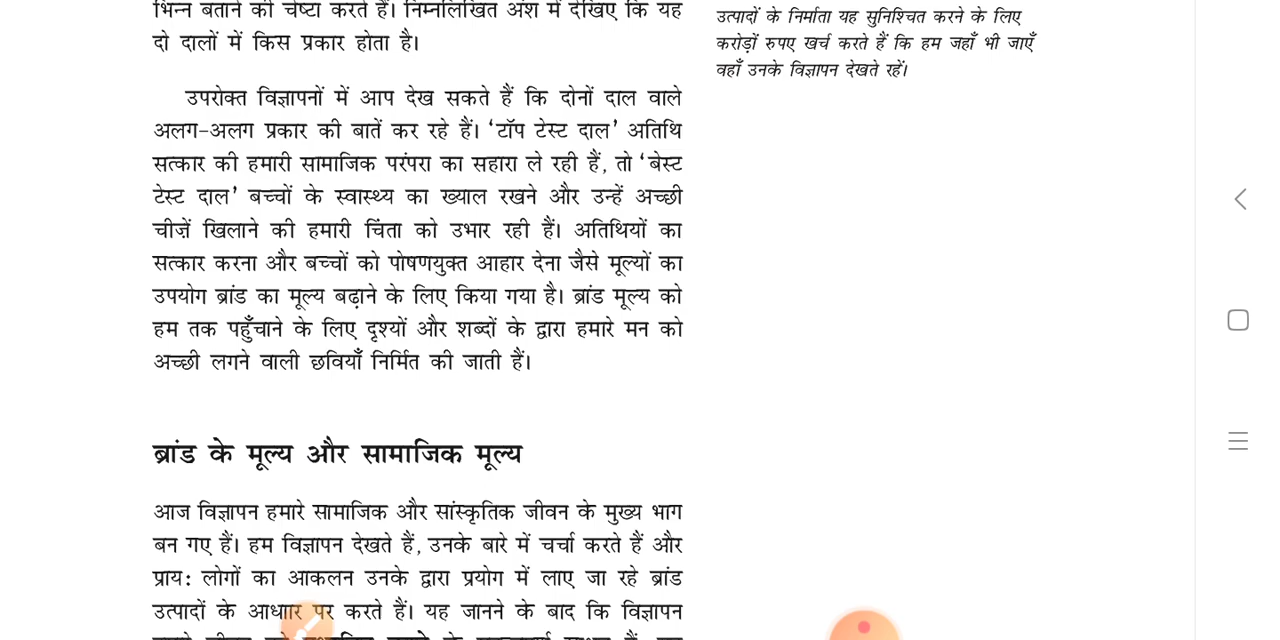 भिन्न बताने की चेष्टा करते हैं। निम्नलिखित अंश में देखिए कि यह
दो दालों में किस प्रकार होता है।
उपरोक्त विज्ञापनों में आप देख सकते हैं कि दोनों दाल वाले
अलग-अलग प्रकार की बातें कर रहे हैं। ‘टॉप टेस्ट दाल’ अतिथि
सत्कार की हमारी सामाजिक परंपरा का सहारा ले रही हैं, तो ‘बेस्ट
टेस्ट दाल’ बच्चों के स्वास्थ्य का ख्याल रखने और उन्हें अच्छी
चीज़ें खिलाने की हमारी चिंता को उभार रही हैं। अतिथियों का
सत्कार करना और बच्चों को पोषणयुक्त आहार देना जैसे मूल्यों का
उपयोग ब्रांड का मूल्य बढ़ाने के लिए किया गया है। ब्रांड मूल्य को
हम तक पहुँचाने के लिए दृश्यों और शब्दों के द्वारा हमारे मन को
अच्छी लगने वाली छवियाँ निर्मित की जाती हैं।
ब्रांड के मूल्य और सामाजिक मूल्य
आज विज्ञापन हमारे सामाजिक और सांस्कृतिक जीवन के मुख्य भाग
बन गए हैं। हम विज्ञापन देखते हैं, उनके बारे में चर्चा करते हैं और
प्राय: लोगों का आकलन उनके द्वारा प्रयोग में लाए जा रहे ब्रांड
उत्पादों के आधाार पर करते हैं। यह जानने के बाद कि विज्ञापन
उत्पादों के निर्माता यह सुनिश्चित करने के लिए
करोड़ों रुपए खर्च करते हैं कि हम जहाँ भी जाएँ
वहाँ उनके विज्ञापन देखते रहें।